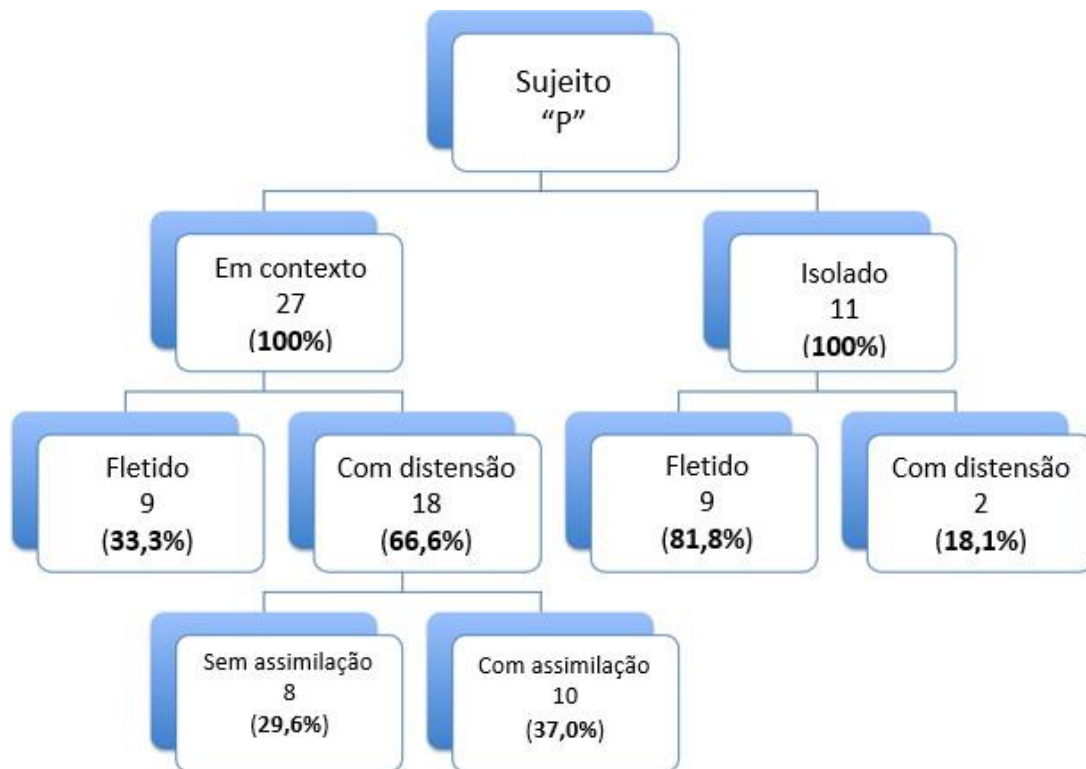 Sujeito
“P”
Em contexto
27
(100%)
Isolado
11
(100%)
Fletido
9
(33,3%)
Com distensão
18
(66,6%)
Fletido
9
(81,8%)
Com distensão
2
(18,1%)
Sem assimilação
8
(29,6%)
Com assimilação
10
(37,0%)